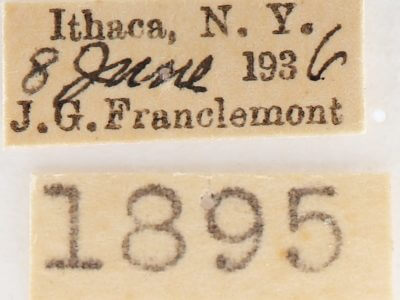 Ithaca, N. Y.
8 June 1936
J.G. Franclemont
1895